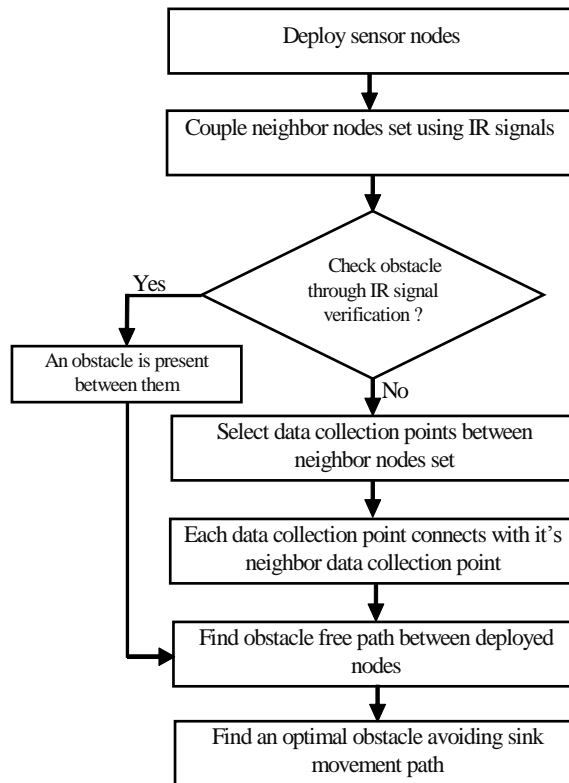 Deploy sensor nodes
Couple neighbor nodes set using IR signals
Check obstacle
through IR signal
verification ?
Yes
An obstacle is present
between them
No
Select data collection points between
neighbor nodes set
Each data collection point connects with it's
neighbor data collection point
Find obstacle free path between deployed
nodes
Find an optimal obstacle avoiding sink
movement path